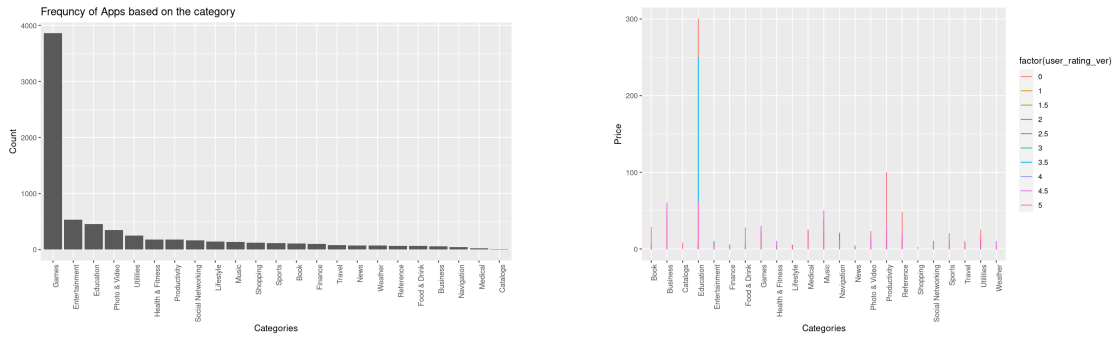 Frequncy of Apps based on the category
4000
3000
2000
1000
0
Count
Games
Entertainment
Education
Photo & Video
Utilities
Health & Fitness
Productivity
Social Networking
Lifestyle
Music
Shopping
Sports
Book
Finance
Travel
News
Weather
Reference
Food & Drink
Business
Navigation
Medical
Catalogs
Categories
300
200
100
0
Price
Book
Business
Catalogs
Education
Entertainment
Finance
Food & Drink
Games
Health & Fitness
Lifestyle
Medical
Music
Navigation
News
Photo & Video
Productivity
Reference
Shopping
Social Networking
Sports
Travel
Utilities
Weather
Categories
factor(user_rating_ver)
0
1
1.5
2
2.5
3
3.5
4
4.5
5